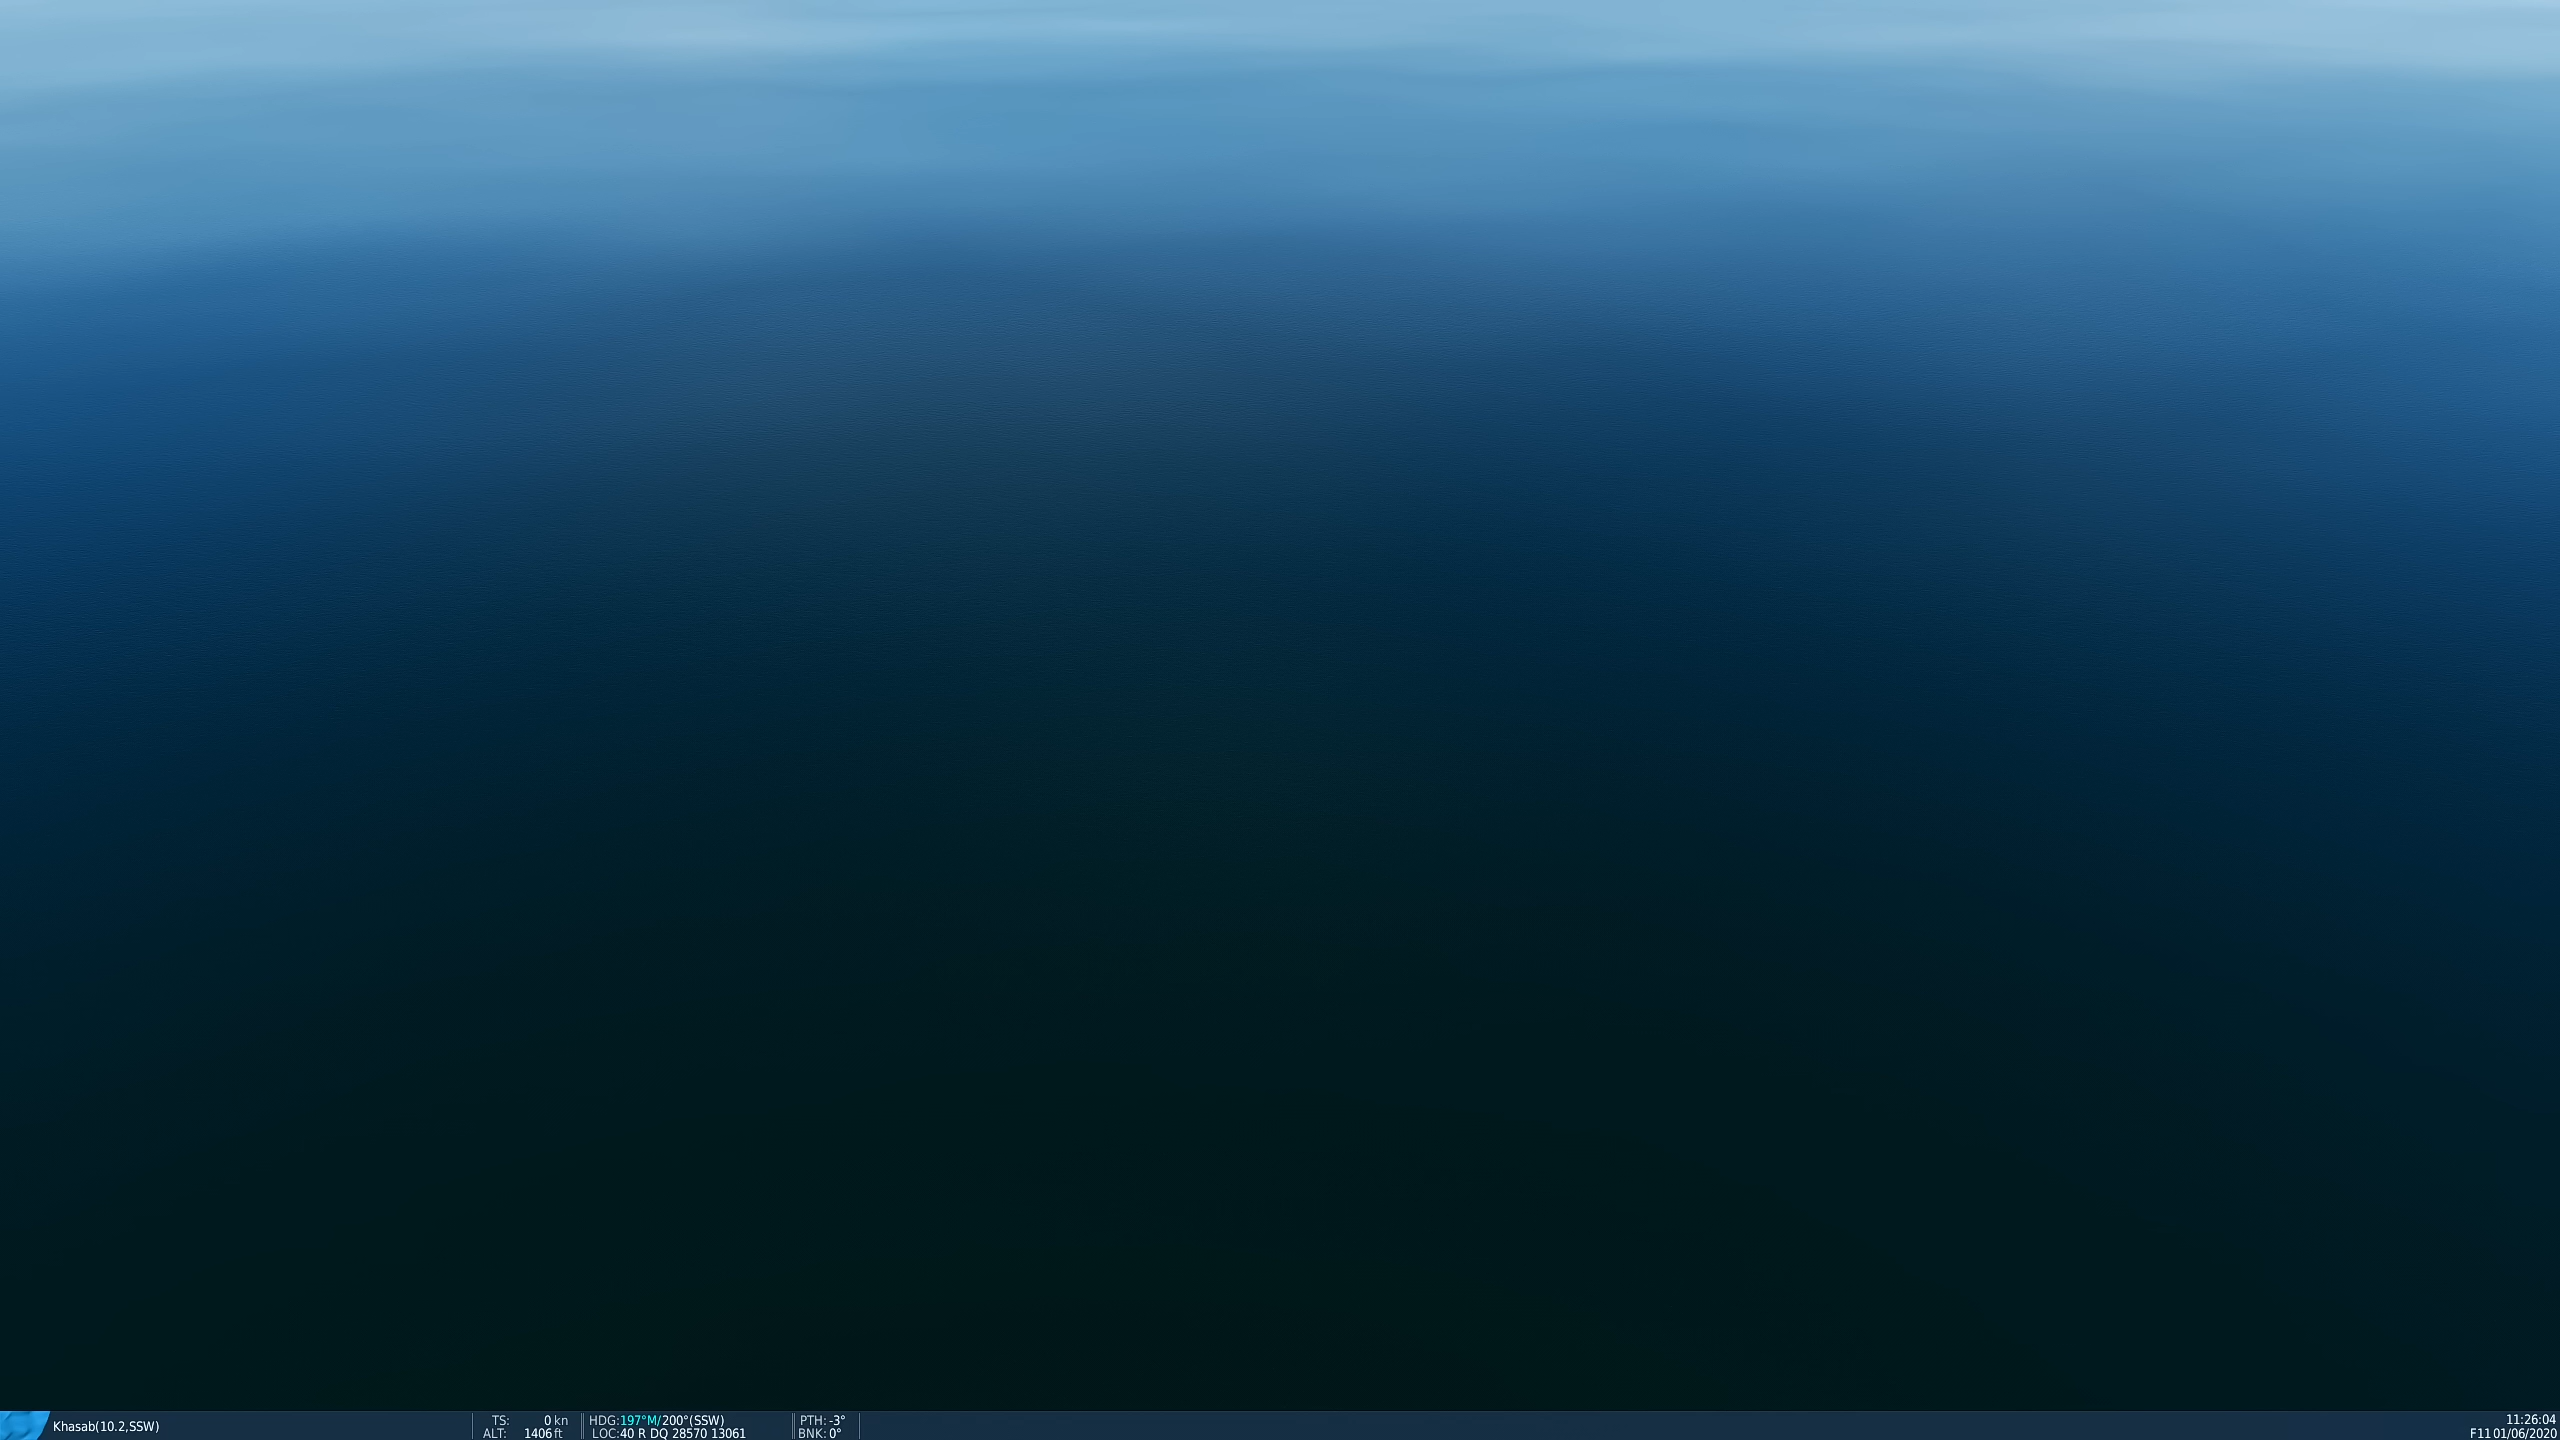 Khasab(10.2,SSW)
TS: 0 kn
ALT: 1406 ft
HDG:197°M/200°(SSW)
LOC:40 R DQ 28570 13061
PTH: -3°
BNK: 0°
11:26:04
F11 01/06/2020